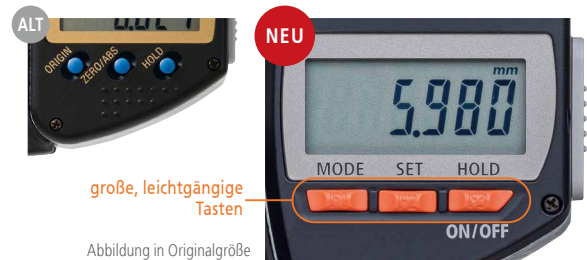 ALT
ORIGIN
ZERO/ABS
HOLD
NEU
mm
5.980
MODE SET HOLD
große, leichtgängige
Tasten
ON/OFF
Abbildung in Originalgröße